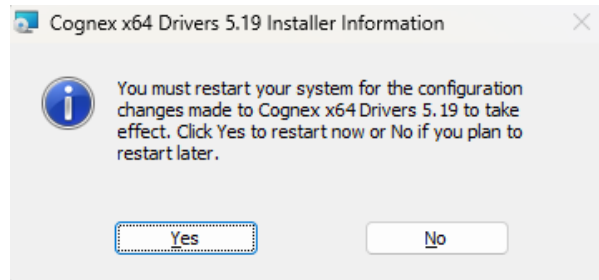 Cognex x64 Drivers 5.19 Installer Information
You must restart your system for the configuration
changes made to Cognex x64 Drivers 5.19 to take
effect. Click Yes to restart now or No if you plan to
restart later.
Yes
No